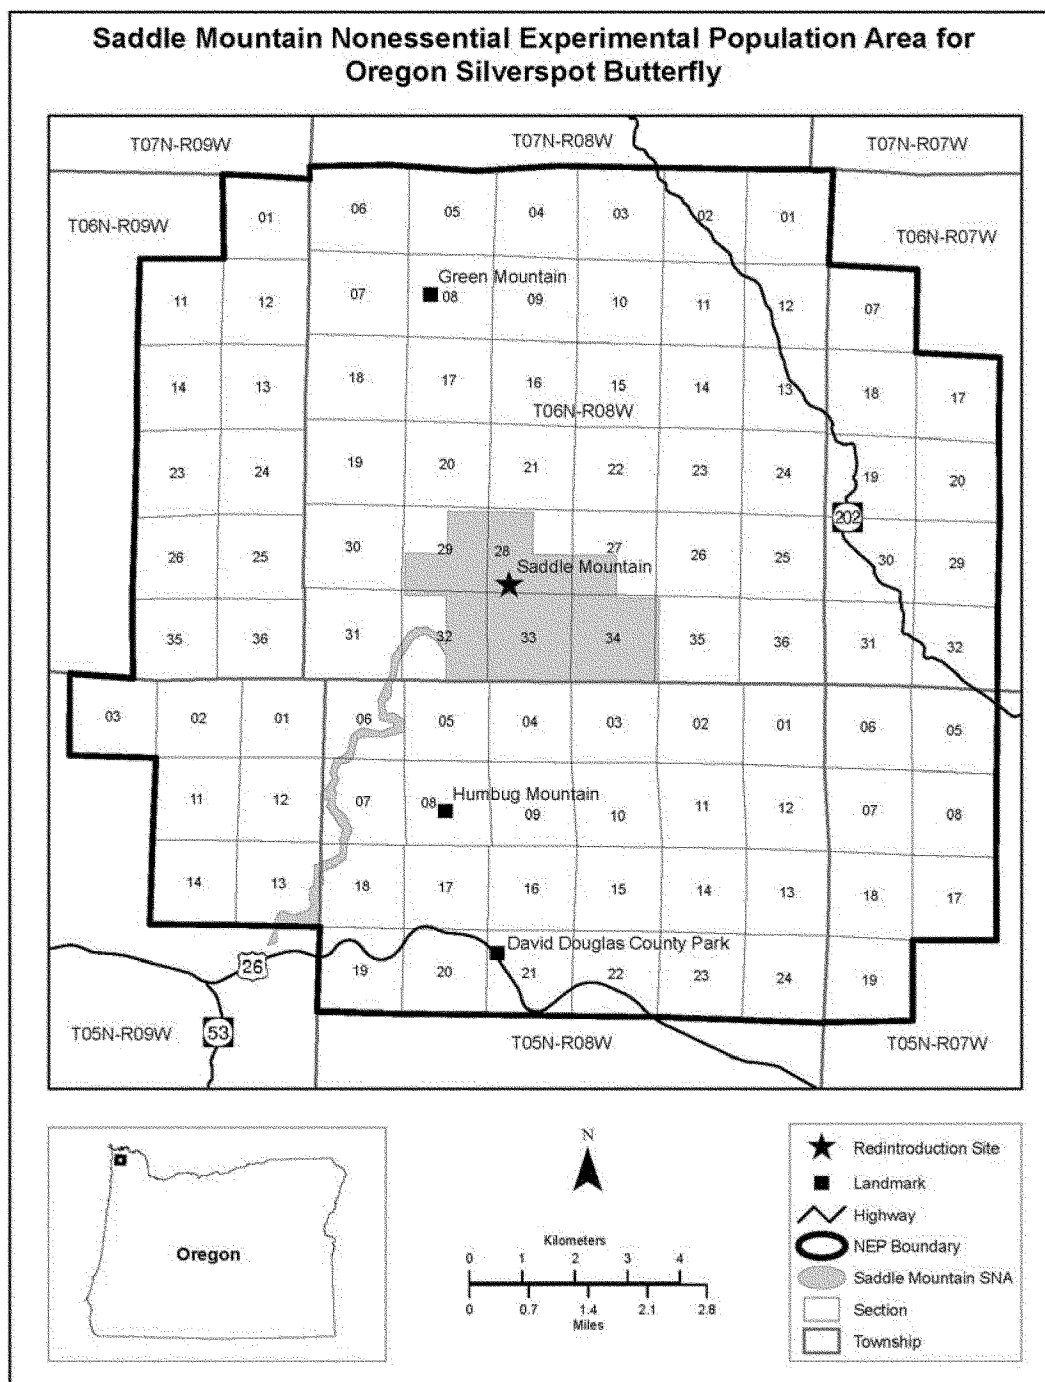 Saddle Mountain Nonessential Experimental Population Area for
Oregon Silverspot Butterfly
T07N-R09W T07N-R08W T07N-R07W
T06N-R09W 01 06 05 04 03 02 01 T06N-R07W
Green Mountain
11 12 07 08 09 10 11 12 07
14 13 18 17 16 15 14 13 18 17
T06N-R08W
23 24 19 20 21 22 23 24 19 20
202
26 25 30 29 28 27 26 25 30 29
Saddle Mountain
35 36 31 32 33 34 35 36 31 32
03 02 01 06 05 04 03 02 01 06 05
Humbug Mountain
11 12 07 08 09 10 11 12 07 08
14 13 18 17 16 15 14 13 18 17
David Douglas County Park
26 19 20 21 22 23 24 19
53
T05N-R09W T05N-R08W T05N-R07W
Oregon
N
Kilometers
0 1 2 3 4
0 0.7 1.4 2.1 2.8
Miles
Redintroduction Site
Landmark
Highway
NEP Boundary
Saddle Mountain SNA
Section
Township